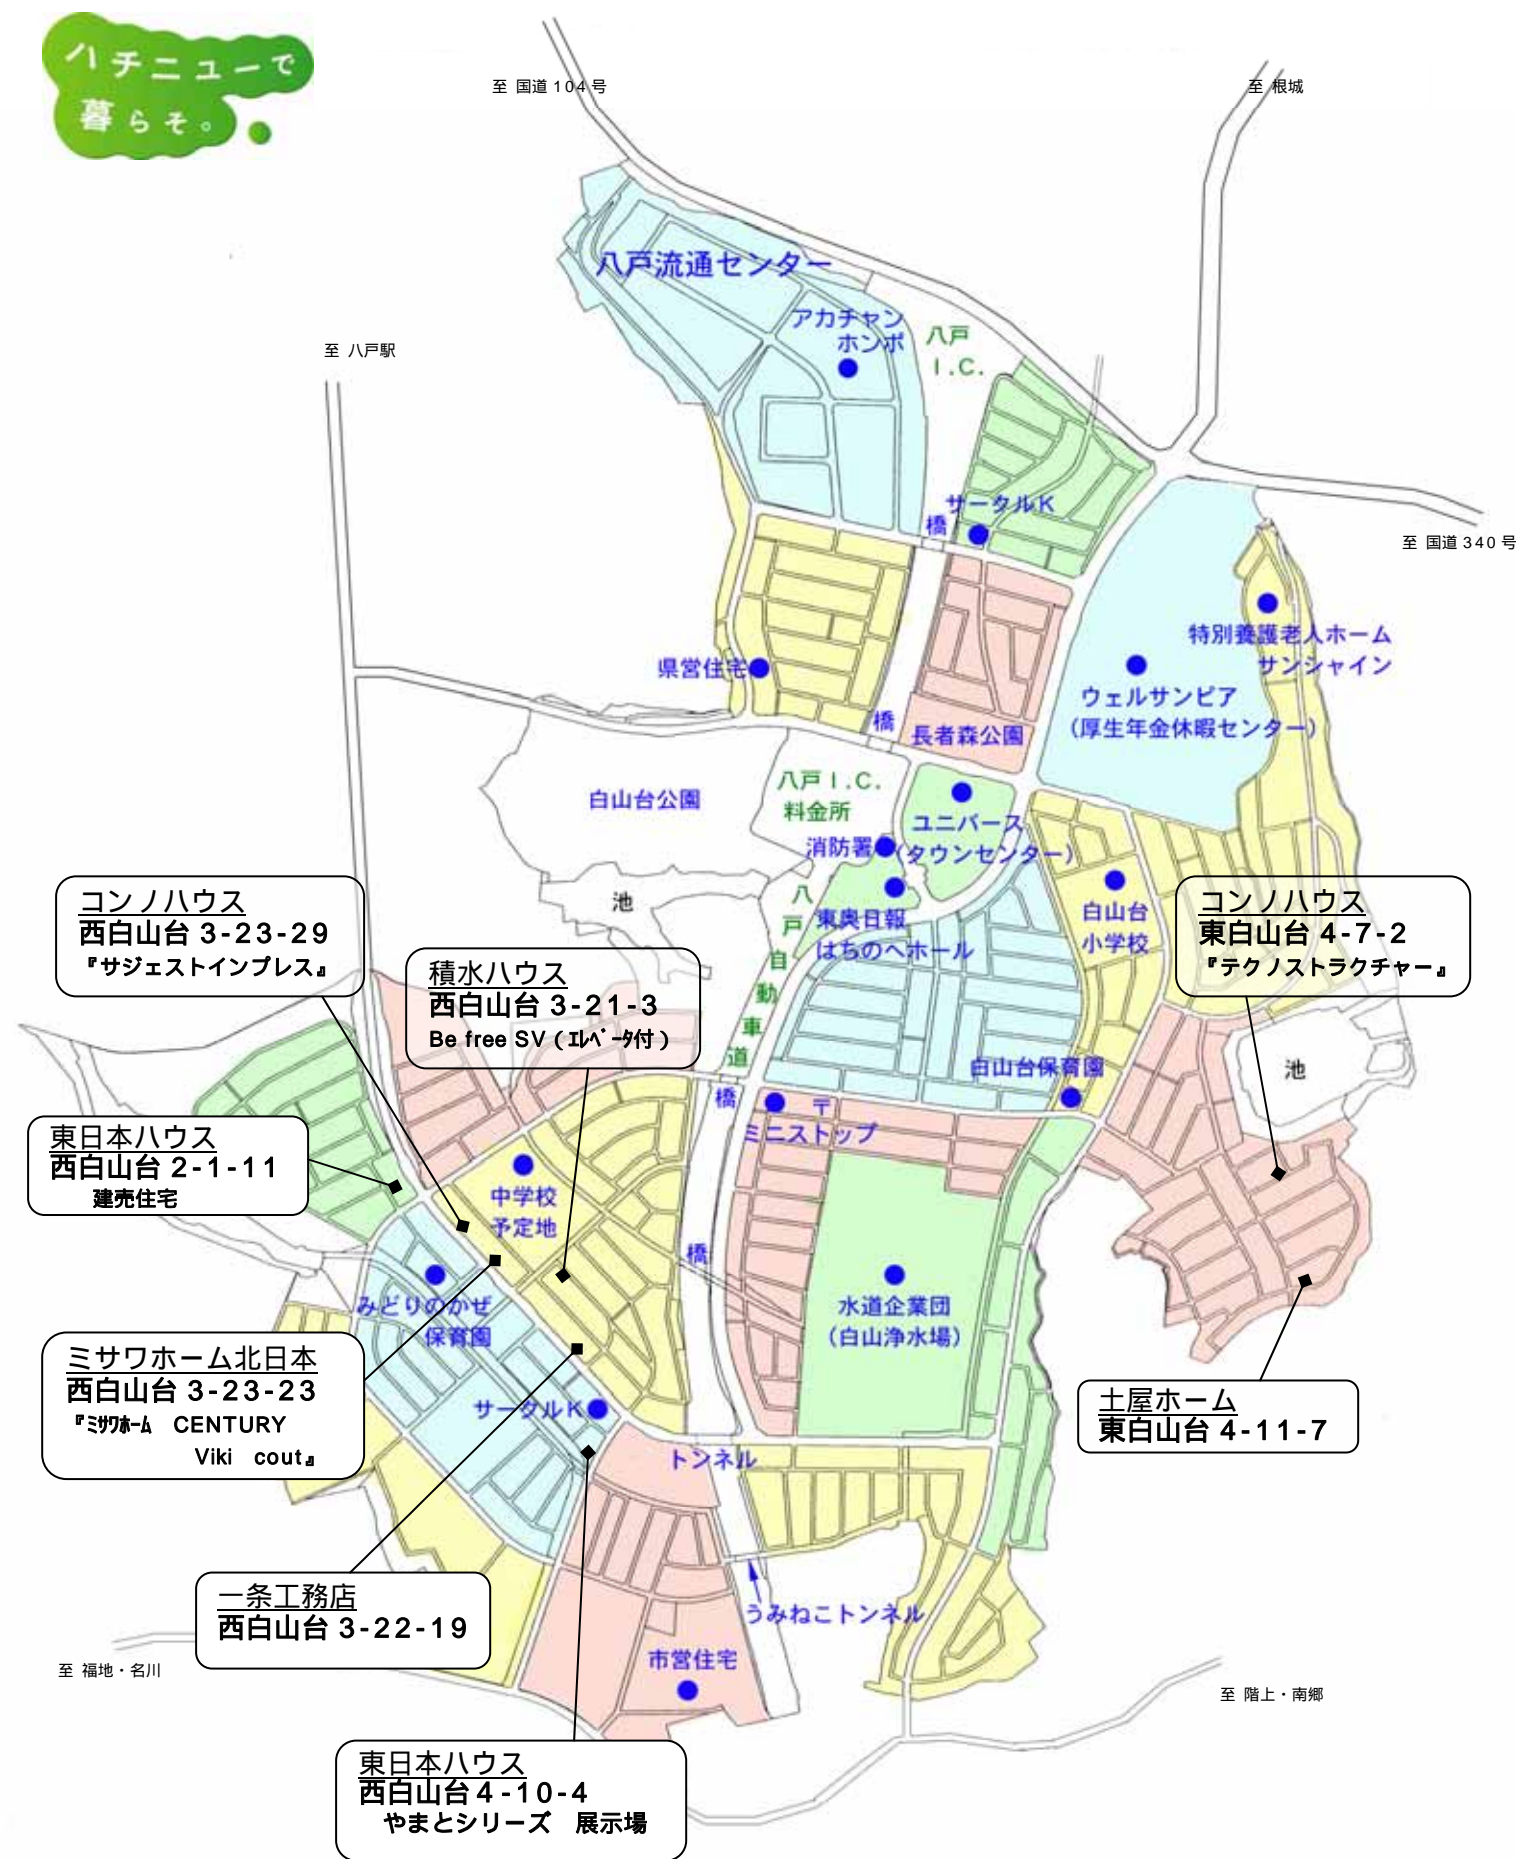 ハチニューで
暮らそ。
至 国道104号
至 根城
八戸流通センター
アカチャン
ホンポ
八戸
I.C.
至 八戸駅
サークルK
橋
至 国道340号
特別養護老人ホーム
サンシャイン
県営住宅
ウェルサンピア
(厚生年金休暇センター)
橋
長者森公園
白山台公園
八戸I.C.
料金所
ユニバース
(タウンセンター)
消防署
池
八戸自動車道
東奥日報
はちのへホール
白山台
小学校
コンノハウス
西白山台 3-23-29
『サジェストインプレス』
積水ハウス
西白山台 3-21-3
Be free SV(エレベータ付)
コンノハウス
東白山台 4-7-2
『テクノストラクチャー』
池
白山台保育園
橋
〒
ミニストップ
東日本ハウス
西白山台 2-1-11
建売住宅
中学校
予定地
橋
みどりのかぜ
保育園
水道企業団
(白山浄水場)
ミサワホーム北日本
西白山台 3-23-23
『ミサワホーム CENTURY
Viki cout』
サークルK
土屋ホーム
東白山台 4-11-7
トンネル
一条工務店
西白山台 3-22-19
うみねこトンネル
市営住宅
至 福地・名川
至 階上・南郷
東日本ハウス
西白山台 4-10-4
やまとシリーズ 展示場